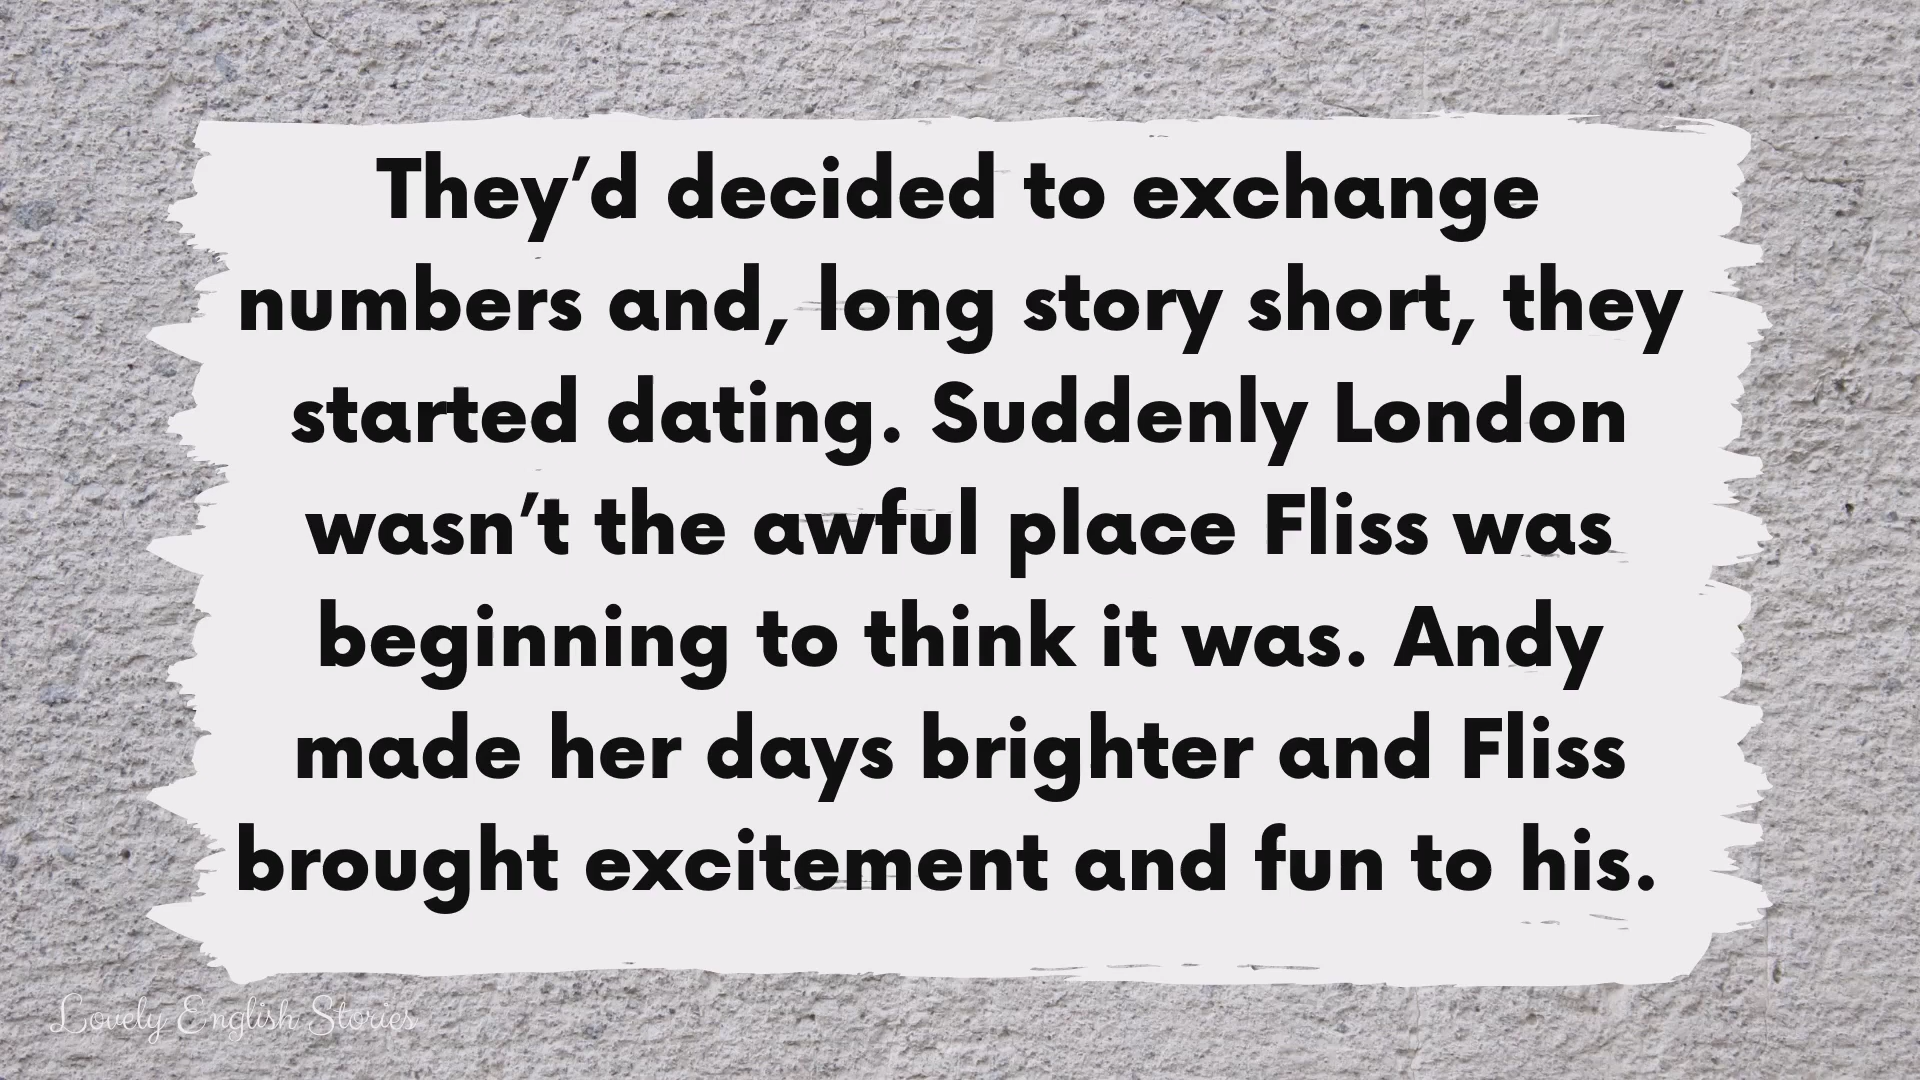 They’d decided to exchange
numbers and, long story short, they
started dating. Suddenly London
wasn’t the awful place Fliss was
beginning to think it was. Andy
made her days brighter and Fliss
brought excitement and fun to his.
Lovely English Stories